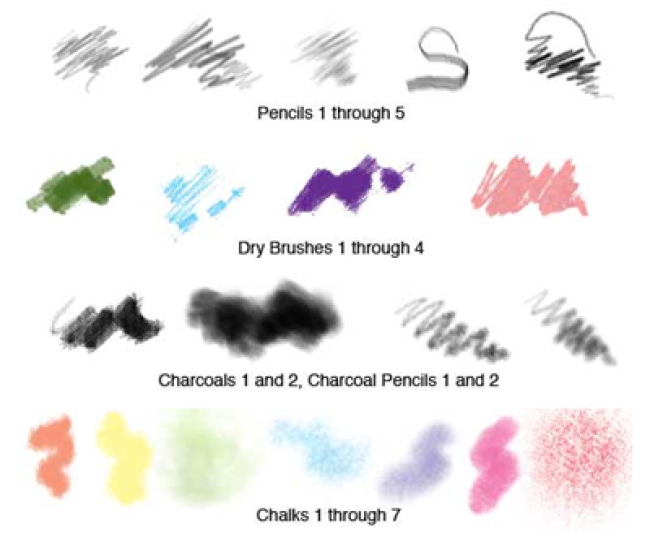 Pencils 1 through 5
Dry Brushes 1 through 4
Charcoals 1 and 2, Charcoal Pencils 1 and 2
Chalks 1 through 7